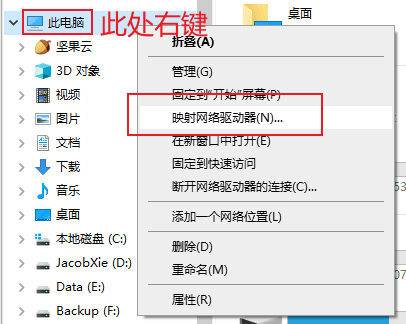 此电脑
此处右键
坚果云
3D 对象
视频
图片
文档
下载
音乐
桌面
本地磁盘 (C:)
JacobXie (D:)
Data (E:)
Backup (F:)
桌面
折叠(A)
管理(G)
固定到"开始"屏幕(P)
映射网络驱动器(N)...
在新窗口中打开(E)
固定到快速访问
断开网络驱动器的连接(C)...
添加一个网络位置(L)
删除(D)
重命名(M)
属性(R)
53
07